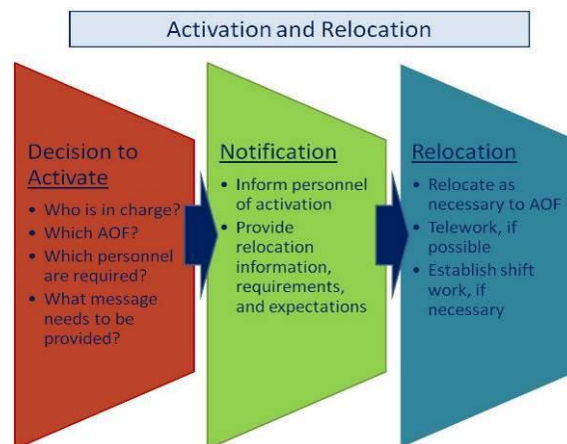 Activation and Relocation
Decision to
Activate
• Who is in charge?
• Which AOF?
• Which personnel
are required?
• What message
needs to be
provided?
Notification
• Inform personnel
of activation
• Provide
relocation
information,
requirements,
and expectations
Relocation
• Relocate as
necessary to AOF
• Telework, if
possible
• Establish shift
work, if
necessary